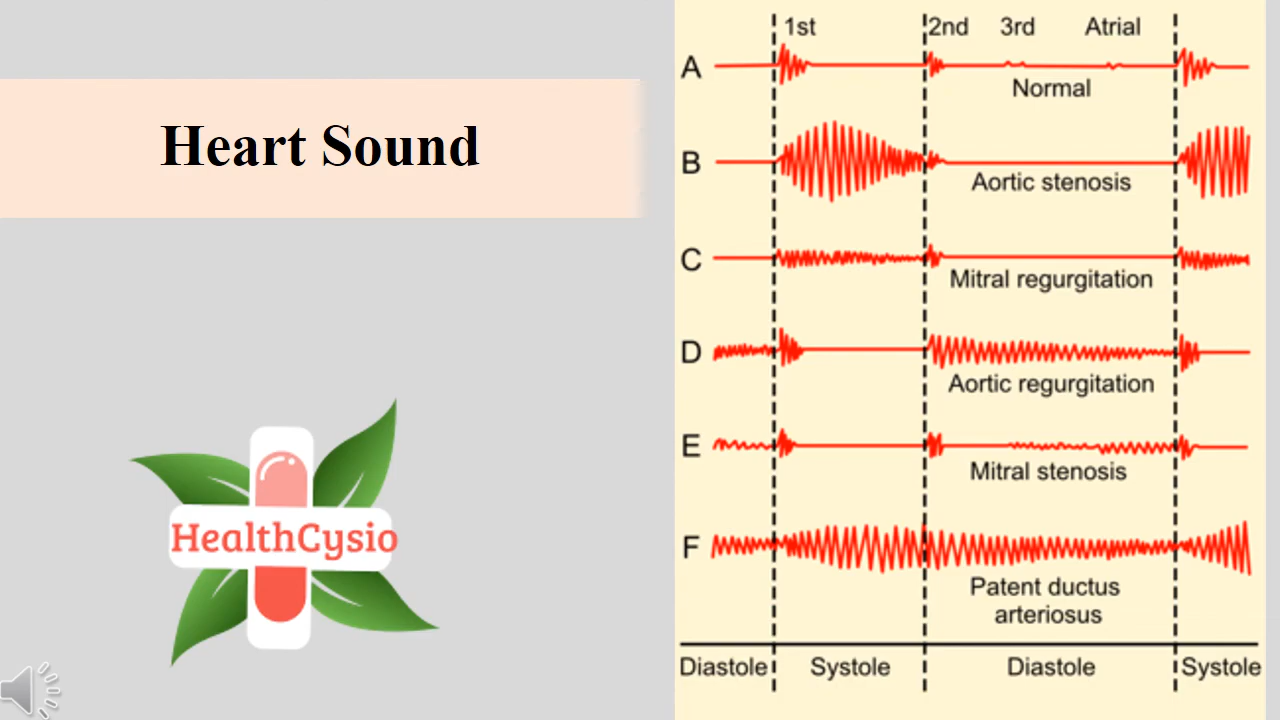 Heart Sound
HealthCysio
1st 2nd 3rd Atrial
A
Normal
B
Aortic stenosis
C
Mitral regurgitation
D
Aortic regurgitation
E
Mitral stenosis
F
Patent ductus
arteriosus
Diastole Systole Diastole Systole